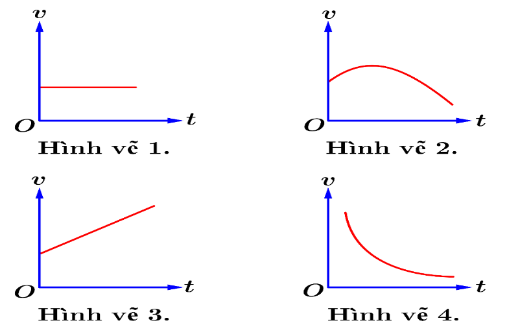 v
v
O
t
O
t
Hình vẽ 1.
Hình vẽ 2.
v
v
O
t
O
t
Hình vẽ 3.
Hình vẽ 4.